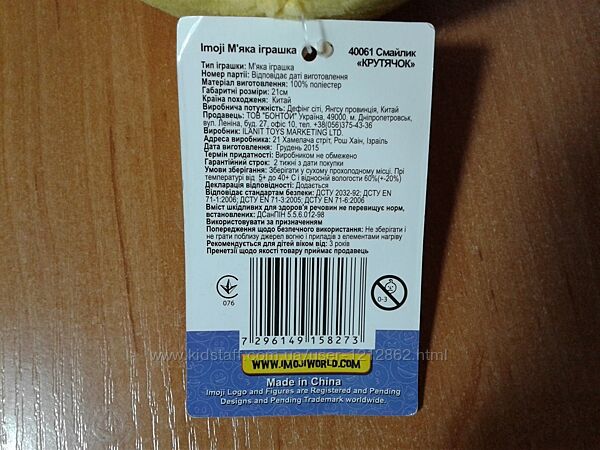 Imoji М'яка іграшка
40061 Смайлик
«КРУТЯЧОК»
Тип іграшки: М'яка іграшка
Номер партії: Відповідає даті виготовлення
Матеріал виготовлення: 100% поліестер
Габаритні розміри: 21см
Країна походженя: Китай
Виробнича потужність: Дефінг сіті, Янгсу провинція, Китай
Продавець: ТОВ "БОНТОЙ" Україна, 49000, м. Дніпропетровськ,
вул. Леніна, буд. 27, офіс 10, тел. +38(056)375-43-36
Виробник: ILANIT TOYS MARKETING LTD.
Адреса виробника: 21 Хамелача стріт, Рош Хаін, Ізраїль
Дата виготовлення: Грудень 2015
Термін придатності: Виробником не обмежено
Гарантійний строк: 2 тижні з дати покупки
Умови зберігання: Зберігати у сухому прохолодному місці. При
температурі від 5+ до 40+ С і відносній вологости 60%(+-20%)
Декларація відповідності: Додається
Відповідає стандартам безпеки: ДСТУ 2032-92; ДСТУ EN
71-1:2006; ДСТУ EN 71-3:2005; ДСТУ EN 71-6:2006
Вміст шкідливих для здоров'я речовин не перевищує норм,
встановлених: ДСанПІН 5.5.6.012-98
Використовувати за призначенням
Попередження щодо безпечного використання: Не зберігати і
не грати поблизу джерел вогню і приладів з елементами нагріву
Рекомендується для дітей віком від: 3 років
Пренетзії щодо якості товару приймає продавець
076
0-3
7 296149 158273
www.kidstaff.com.ua/user-1212862.html
WWW.IMOJIWORLD.COM
Made in China
Imoji Logo and Figures are Registered and Pending
Designs and Pending Trademark worldwide.